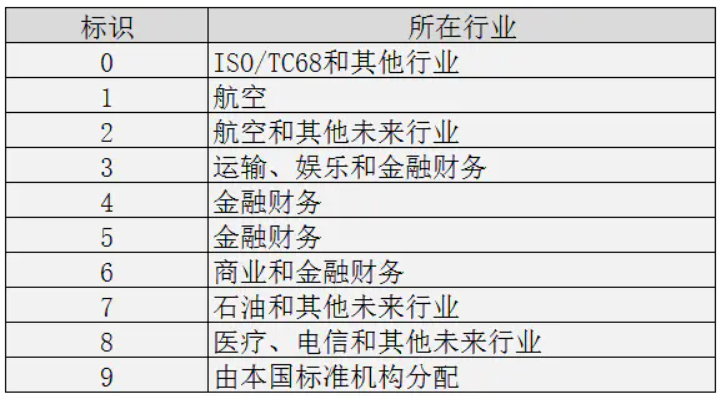 标识 所在行业
0 ISO/TC68和其他行业
1 航空
2 航空和其他未来行业
3 运输、娱乐和金融财务
4 金融财务
5 金融财务
6 商业和金融财务
7 石油和其他未来行业
8 医疗、电信和其他未来行业
9 由本国标准机构分配